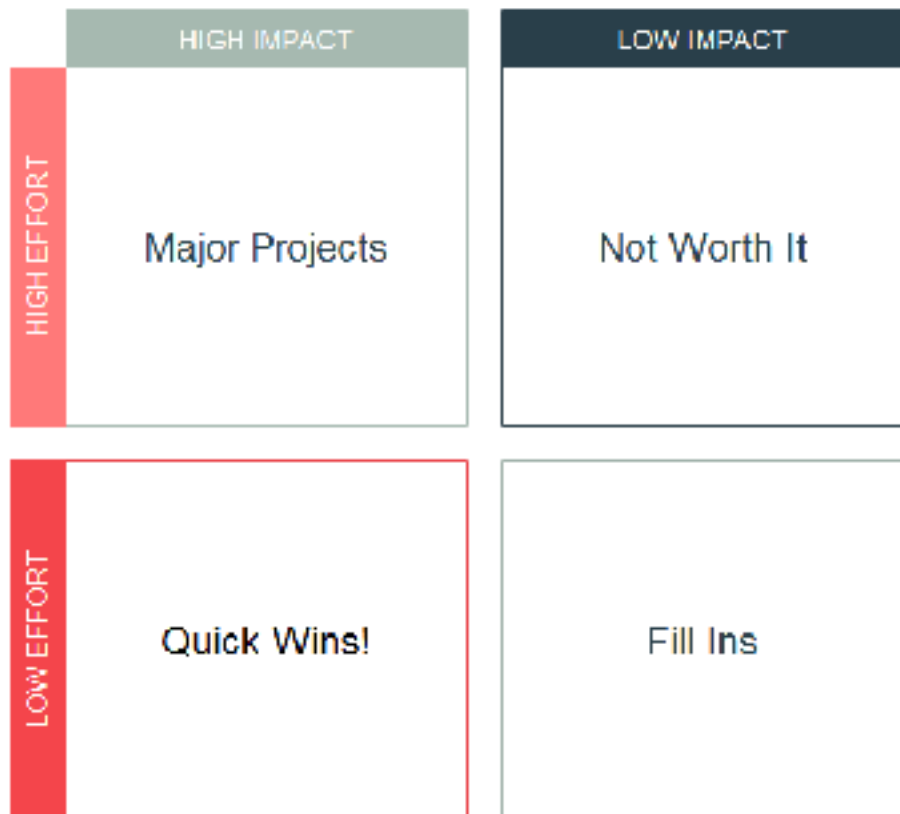 HIGH IMPACT
LOW IMPACT
HIGH EFFORT
Major Projects
Not Worth It
LOW EFFORT
Quick Wins!
Fill Ins